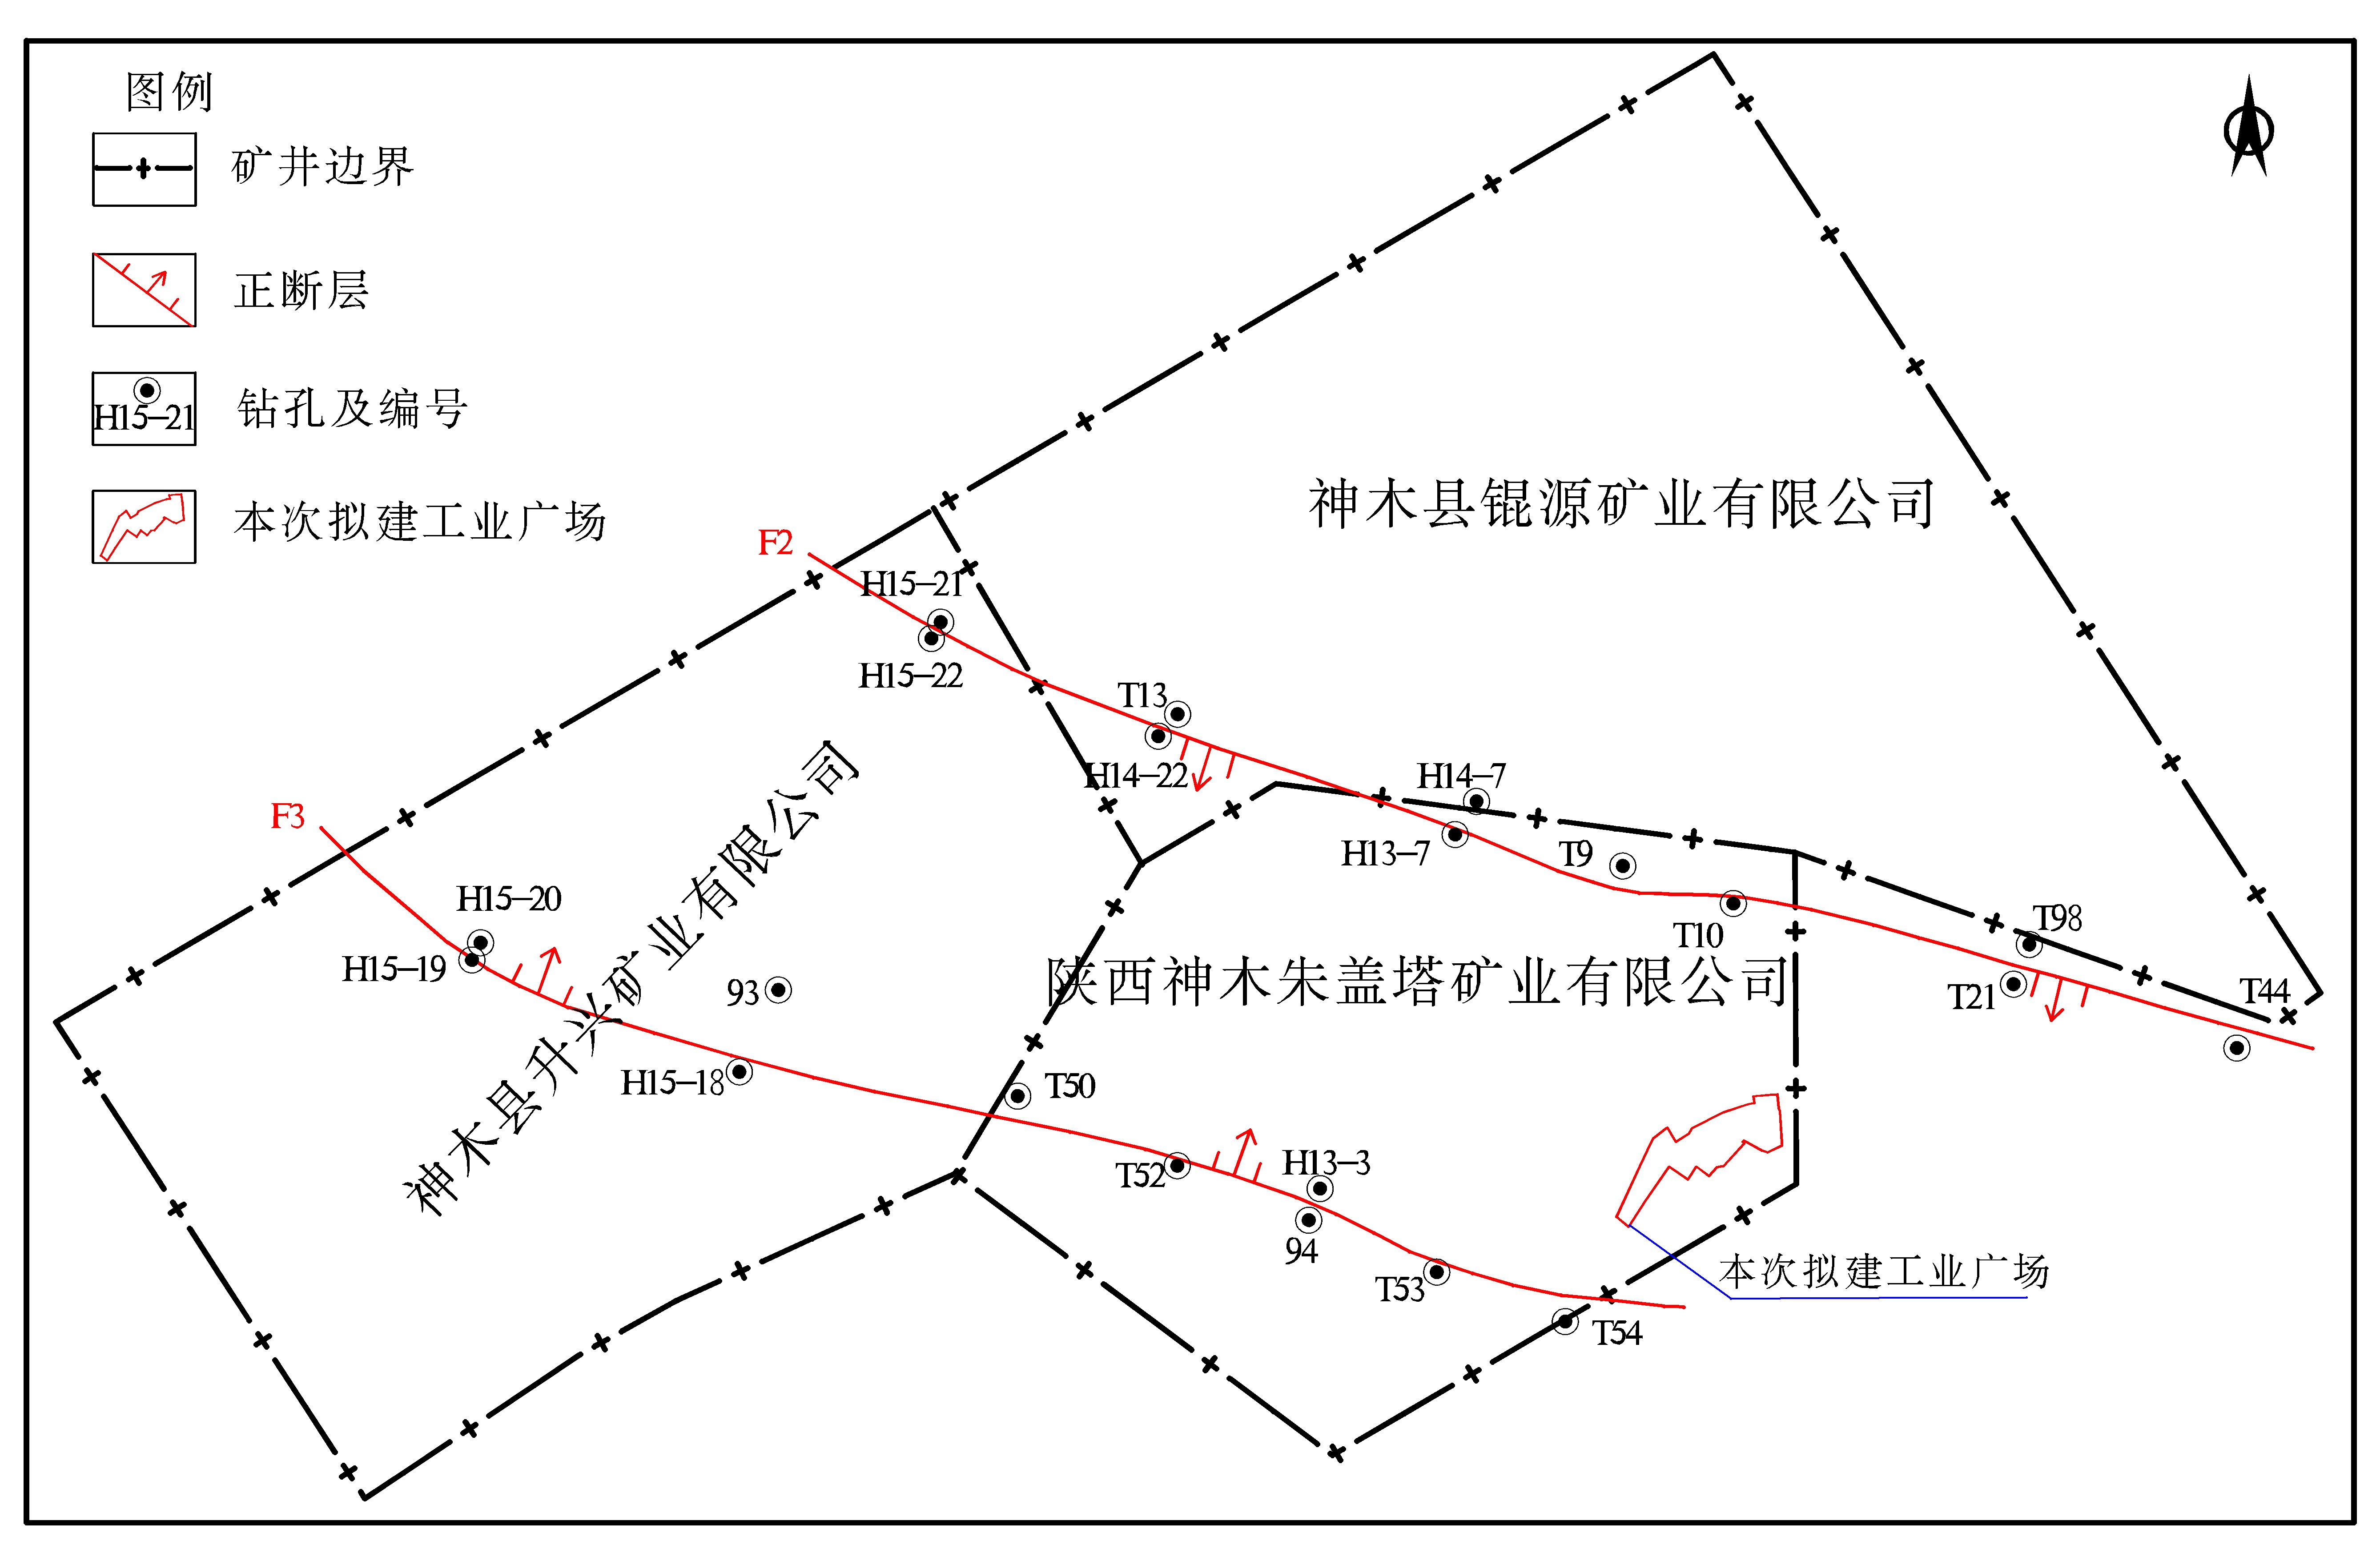 图例
矿井边界
正断层
H15-21
钻孔及编号
本次拟建工业广场
神木县锟源矿业有限公司
F2
H15-21
H15-22
T13
H14-22
H14-7
H13-7
T9
T10
T98
T21
T44
F3
H15-20
H15-19
93
H15-18
神木县升兴矿业有限公司
陕西神木朱盖塔矿业有限公司
T50
T52
H13-3
94
T53
T54
本次拟建工业广场